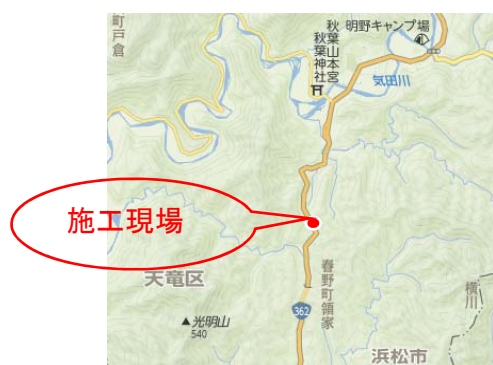 町戸倉
秋葉山本宮
秋葉神社
明野キャンプ場
気田川
施工現場
天竜区
春野町領家
横川
362
▲光明山
540
浜松市